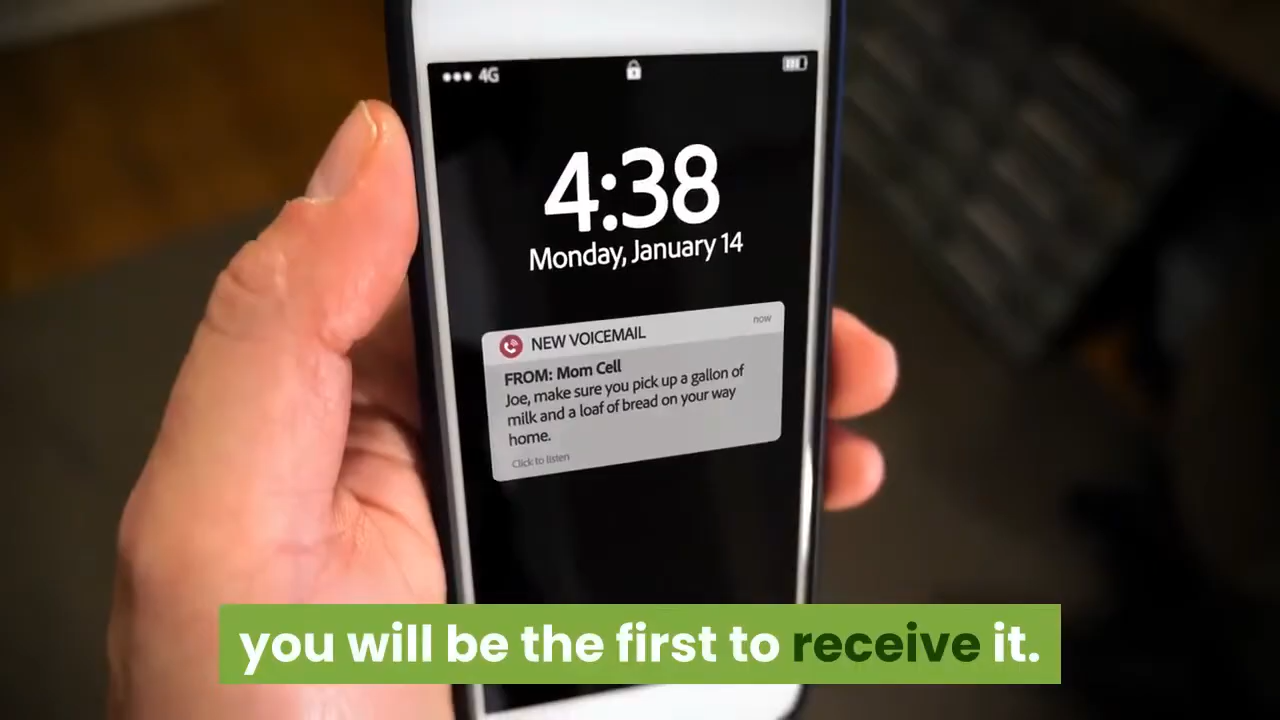 4G
4:38
Monday, January 14
NEW VOICEMAIL
now
FROM: Mom Cell
Joe, make sure you pick up a gallon of
milk and a loaf of bread on your way
home.
Click to listen
you will be the first to receive it.